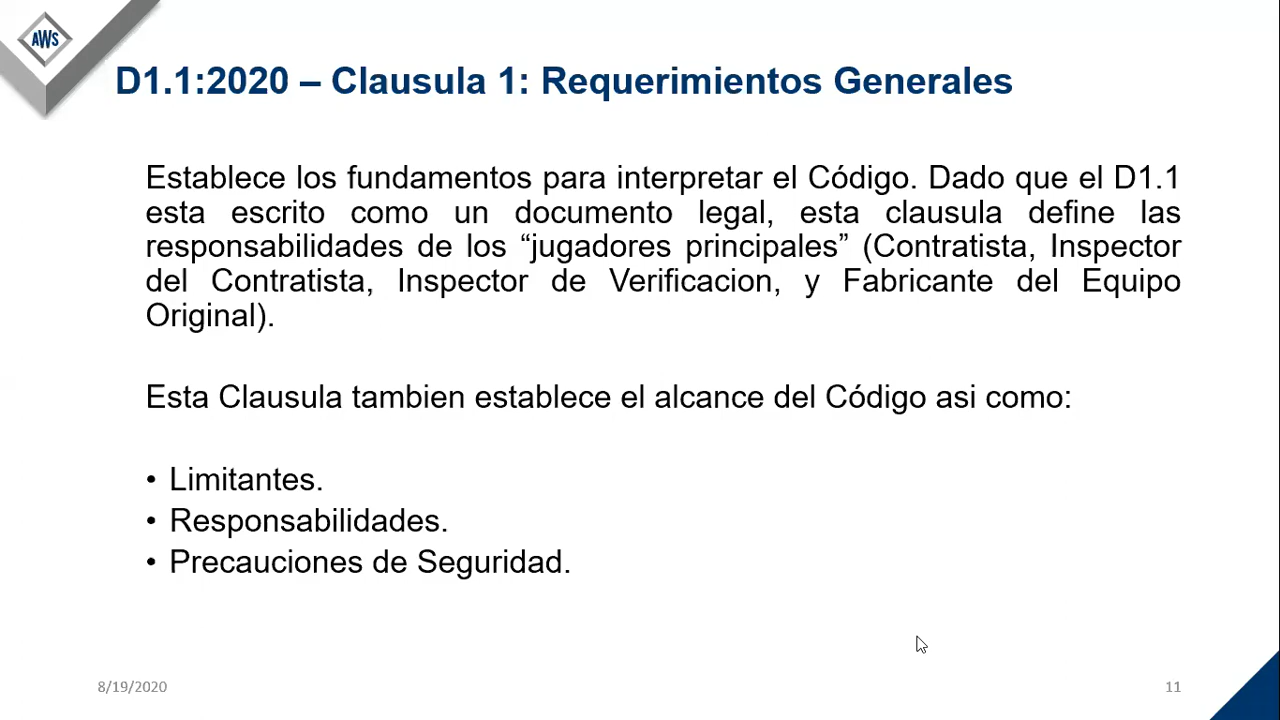 AWS
D1.1:2020 – Clausula 1: Requerimientos Generales
Establece los fundamentos para interpretar el Código. Dado que el D1.1
esta escrito como un documento legal, esta clausula define las
responsabilidades de los “jugadores principales” (Contratista, Inspector
del Contratista, Inspector de Verificacion, y Fabricante del Equipo
Original).
Esta Clausula tambien establece el alcance del Código asi como:
• Limitantes.
• Responsabilidades.
• Precauciones de Seguridad.
8/19/2020
11